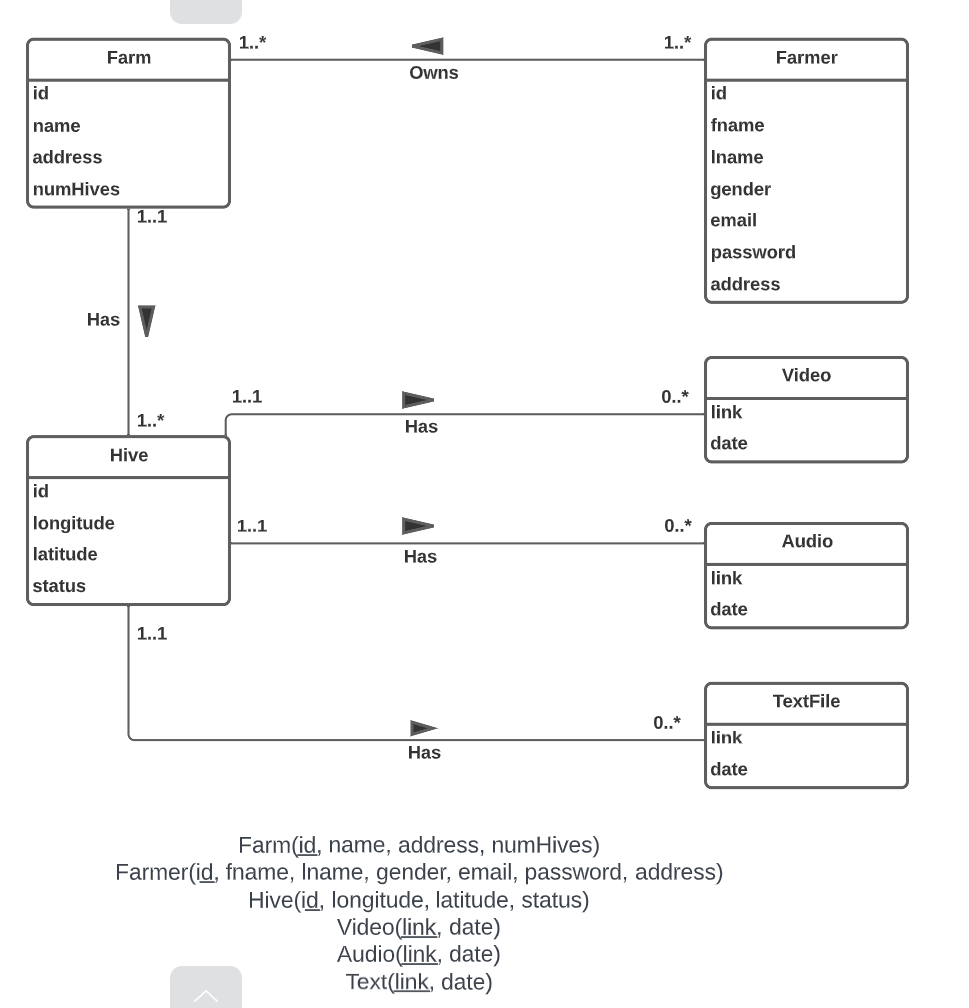 Farm
id
name
address
numHives
1..*
Owns
1..*
Farmer
id
fname
lname
gender
email
password
address
1..1
Has
1..*
Hive
id
longitude
latitude
status
1..1
Has
0..*
Video
link
date
1..1
Has
0..*
Audio
link
date
1..1
Has
0..*
TextFile
link
date
Farm(id, name, address, numHives)
Farmer(id, fname, lname, gender, email, password, address)
Hive(id, longitude, latitude, status)
Video(link, date)
Audio(link, date)
Text(link, date)